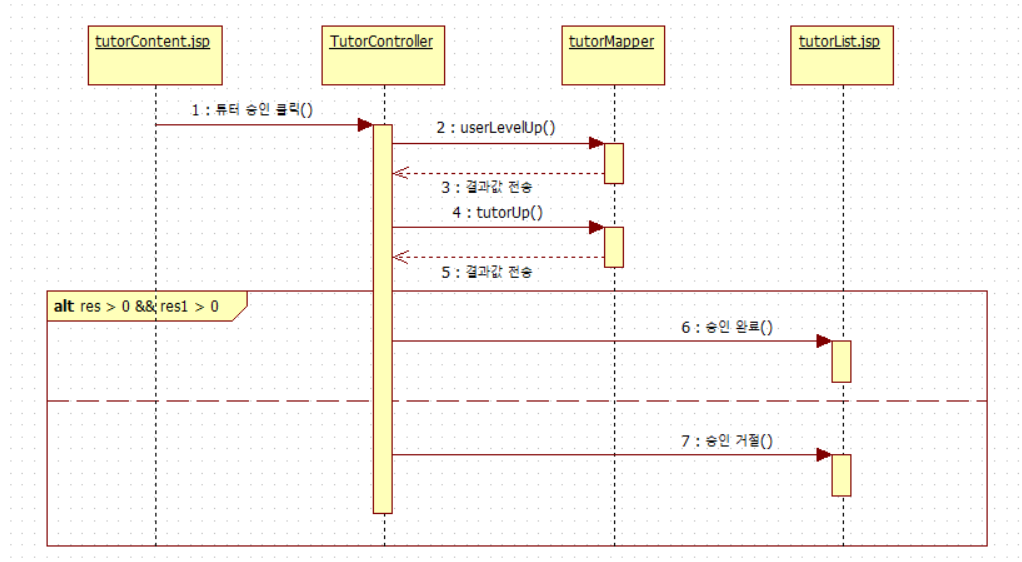 tutorContent.jsp
TutorController
tutorMapper
tutorList.jsp
1 : 튜터 승인 클릭()
2 : userLevelUp()
3 : 결과값 전송
4 : tutorUp()
5 : 결과값 전송
alt res > 0 && res1 > 0
6 : 승인 완료()
7 : 승인 거절()